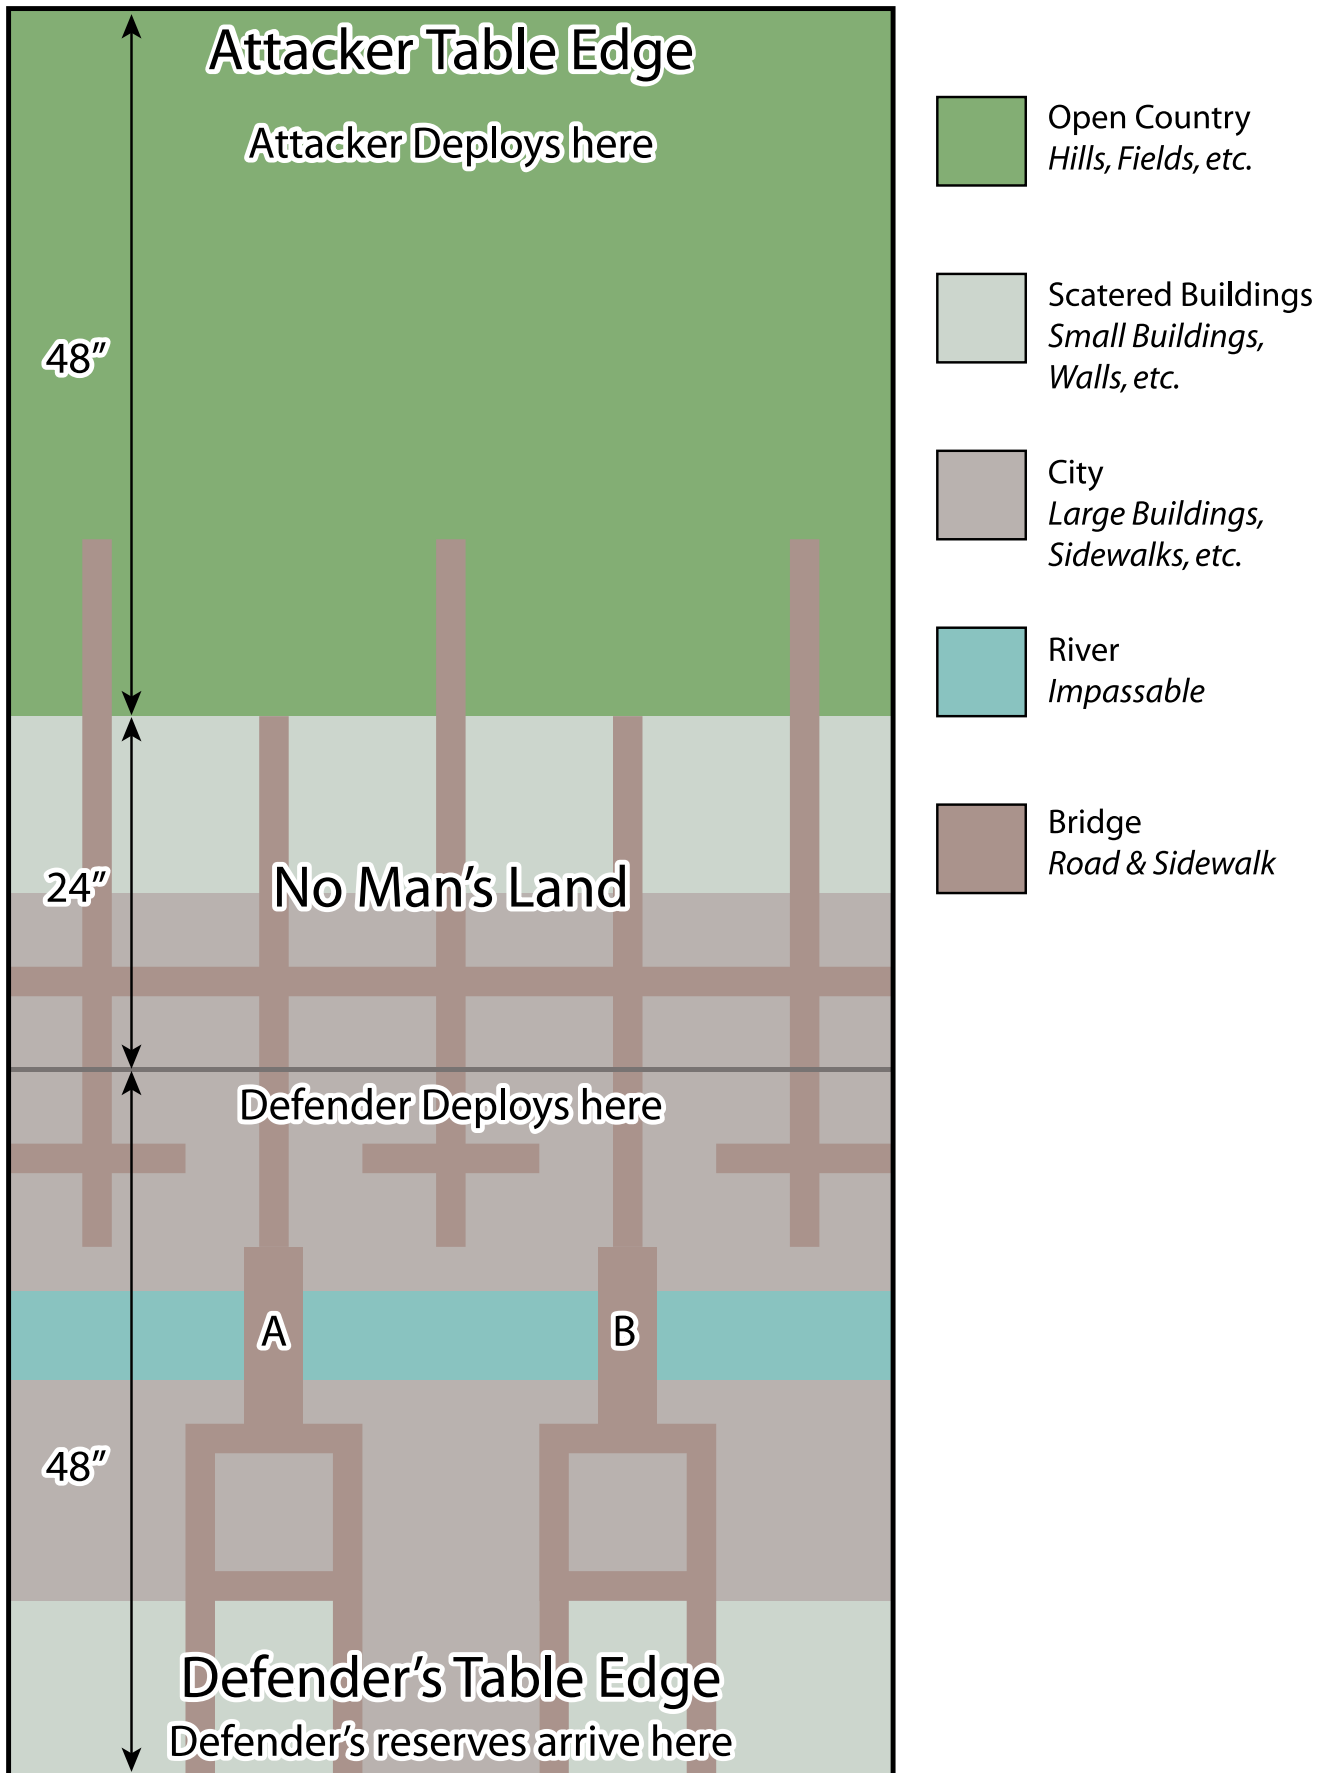 Attacker Table Edge
Attacker Deploys here
48”
24”
No Man’s Land
Defender Deploys here
A
B
48”
Defender’s Table Edge
Defender’s reserves arrive here
Open Country
Hills, Fields, etc.
Scatered Buildings
Small Buildings,
Walls, etc.
City
Large Buildings,
Sidewalks, etc.
River
Impassable
Bridge
Road & Sidewalk